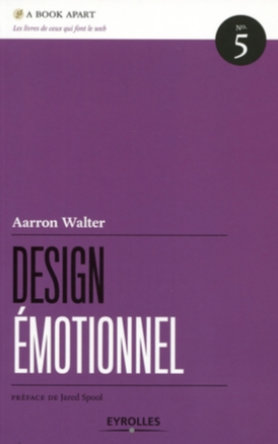 A BOOK APART
Les livres de ceux qui font le web
No.
5
Aarron Walter
DESIGN
ÉMOTIONNEL
PRÉFACE DE Jared Spool
EYROLLES